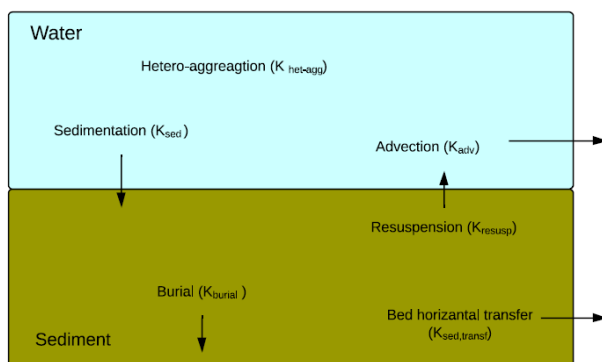 Water
Hetero-aggreagtion (K het-agg)
Sedimentation (Ksed)
Advection (Kadv)
Resuspension (Kresusp)
Burial (Kburial )
Bed horizantal transfer
(Ksed,transf)
Sediment